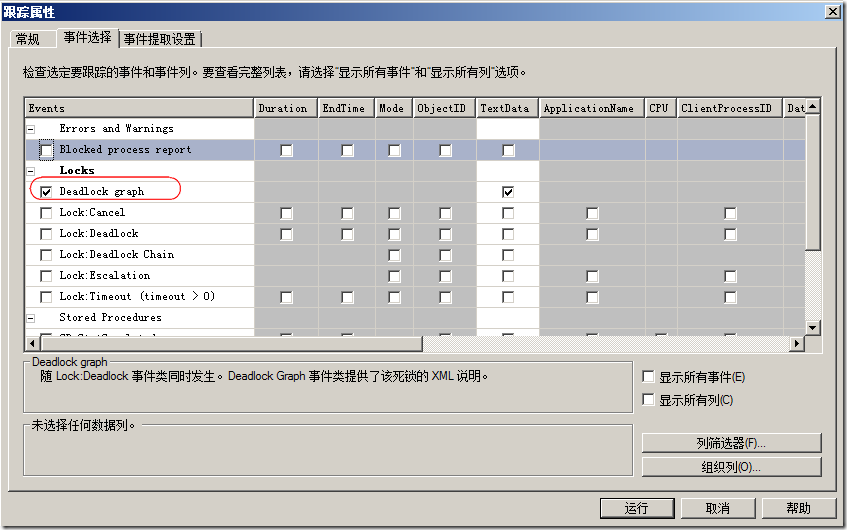 跟踪属性
常规 事件选择 事件提取设置
检查选定要跟踪的事件和事件列。要查看完整列表，请选择"显示所有事件"和"显示所有列"选项。
Events Duration EndTime Mode ObjectID TextData ApplicationName CPU ClientProcessID Dat
Errors and Warnings
Blocked process report
Locks
Deadlock graph
Lock:Cancel
Lock:Deadlock
Lock:Deadlock Chain
Lock:Escalation
Lock:Timeout (timeout > 0)
Stored Procedures
Deadlock graph
随 Lock:Deadlock 事件类同时发生。Deadlock Graph 事件类提供了该死锁的 XML 说明。
显示所有事件(E)
显示所有列(C)
未选择任何数据列。
列筛选器(F)...
组织列(O)...
运行 取消 帮助